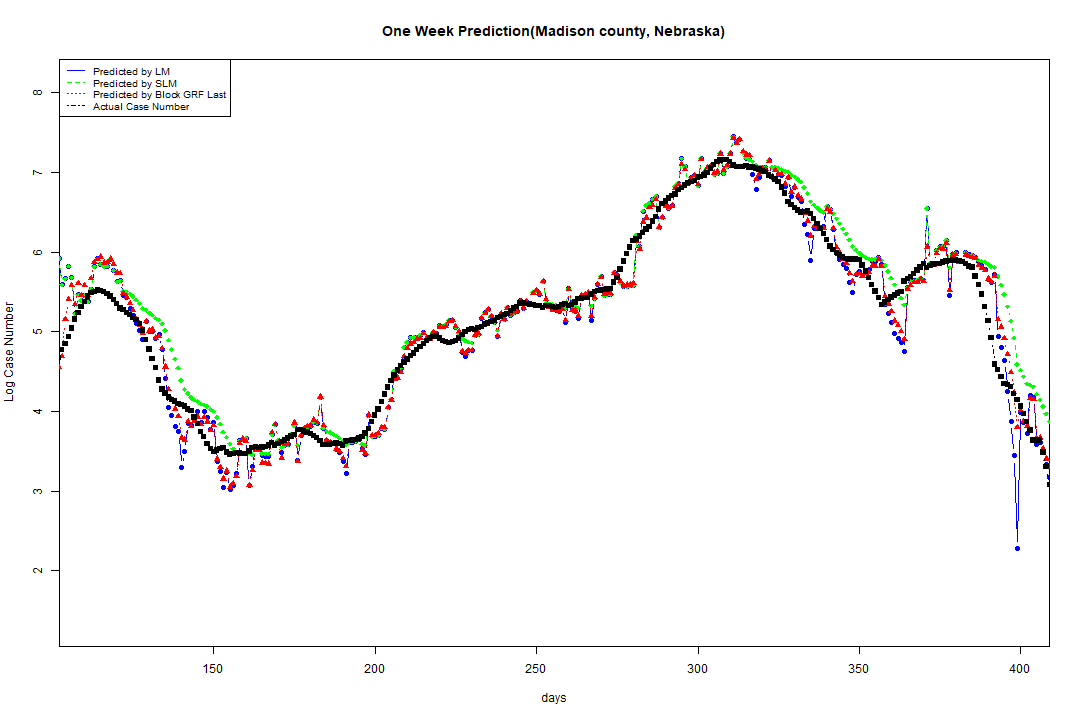 One Week Prediction(Madison county, Nebraska)
Predicted by LM
Predicted by SLM
Predicted by Block GRF Last
Actual Case Number
Log Case Number
8
7
6
5
4
3
2
150 200 250 300 350 400
days